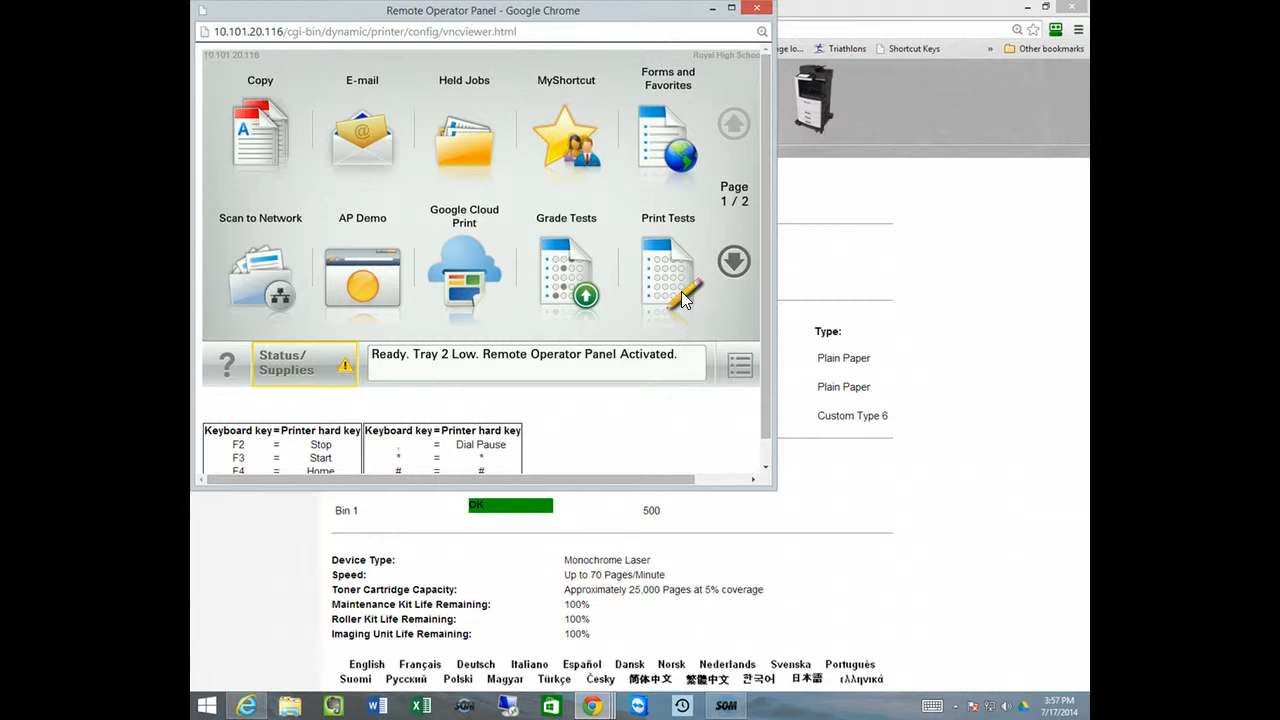 Remote Operator Panel - Google Chrome
10.101.20.116/cgi-bin/dynamic/printer/config/vncviewer.html
Triathlons
Shortcut Keys
»
Other bookmarks
10.101.20.116
Royal High Schoo
Copy
E-mail
Held Jobs
MyShortcut
Forms and
Favorites
Page
1 / 2
Scan to Network
AP Demo
Google Cloud
Print
Grade Tests
Print Tests
?
Status/
Supplies
Ready. Tray 2 Low. Remote Operator Panel Activated.
Type:
Plain Paper
Plain Paper
Custom Type 6
Keyboard key = Printer hard key Keyboard key = Printer hard key
F2 = Stop , = Dial Pause
F3 = Start * = *
F4 = Home # = #
Bin 1 OK 500
Device Type: Monochrome Laser
Speed: Up to 70 Pages/Minute
Toner Cartridge Capacity: Approximately 25,000 Pages at 5% coverage
Maintenance Kit Life Remaining: 100%
Roller Kit Life Remaining: 100%
Imaging Unit Life Remaining: 100%
English Français Deutsch Italiano Español Dansk Norsk Nederlands Svenska Português
Suomi Русский Polski Magyar Türkçe Česky 简体中文 繁體中文 한국어 日本語 ελληνικά
SOM
3:57 PM
7/17/2014